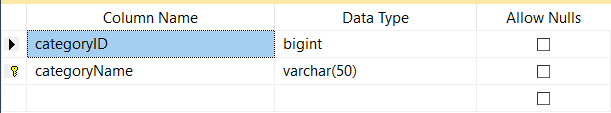 Column Name Data Type Allow Nulls
categoryID bigint
categoryName varchar(50)